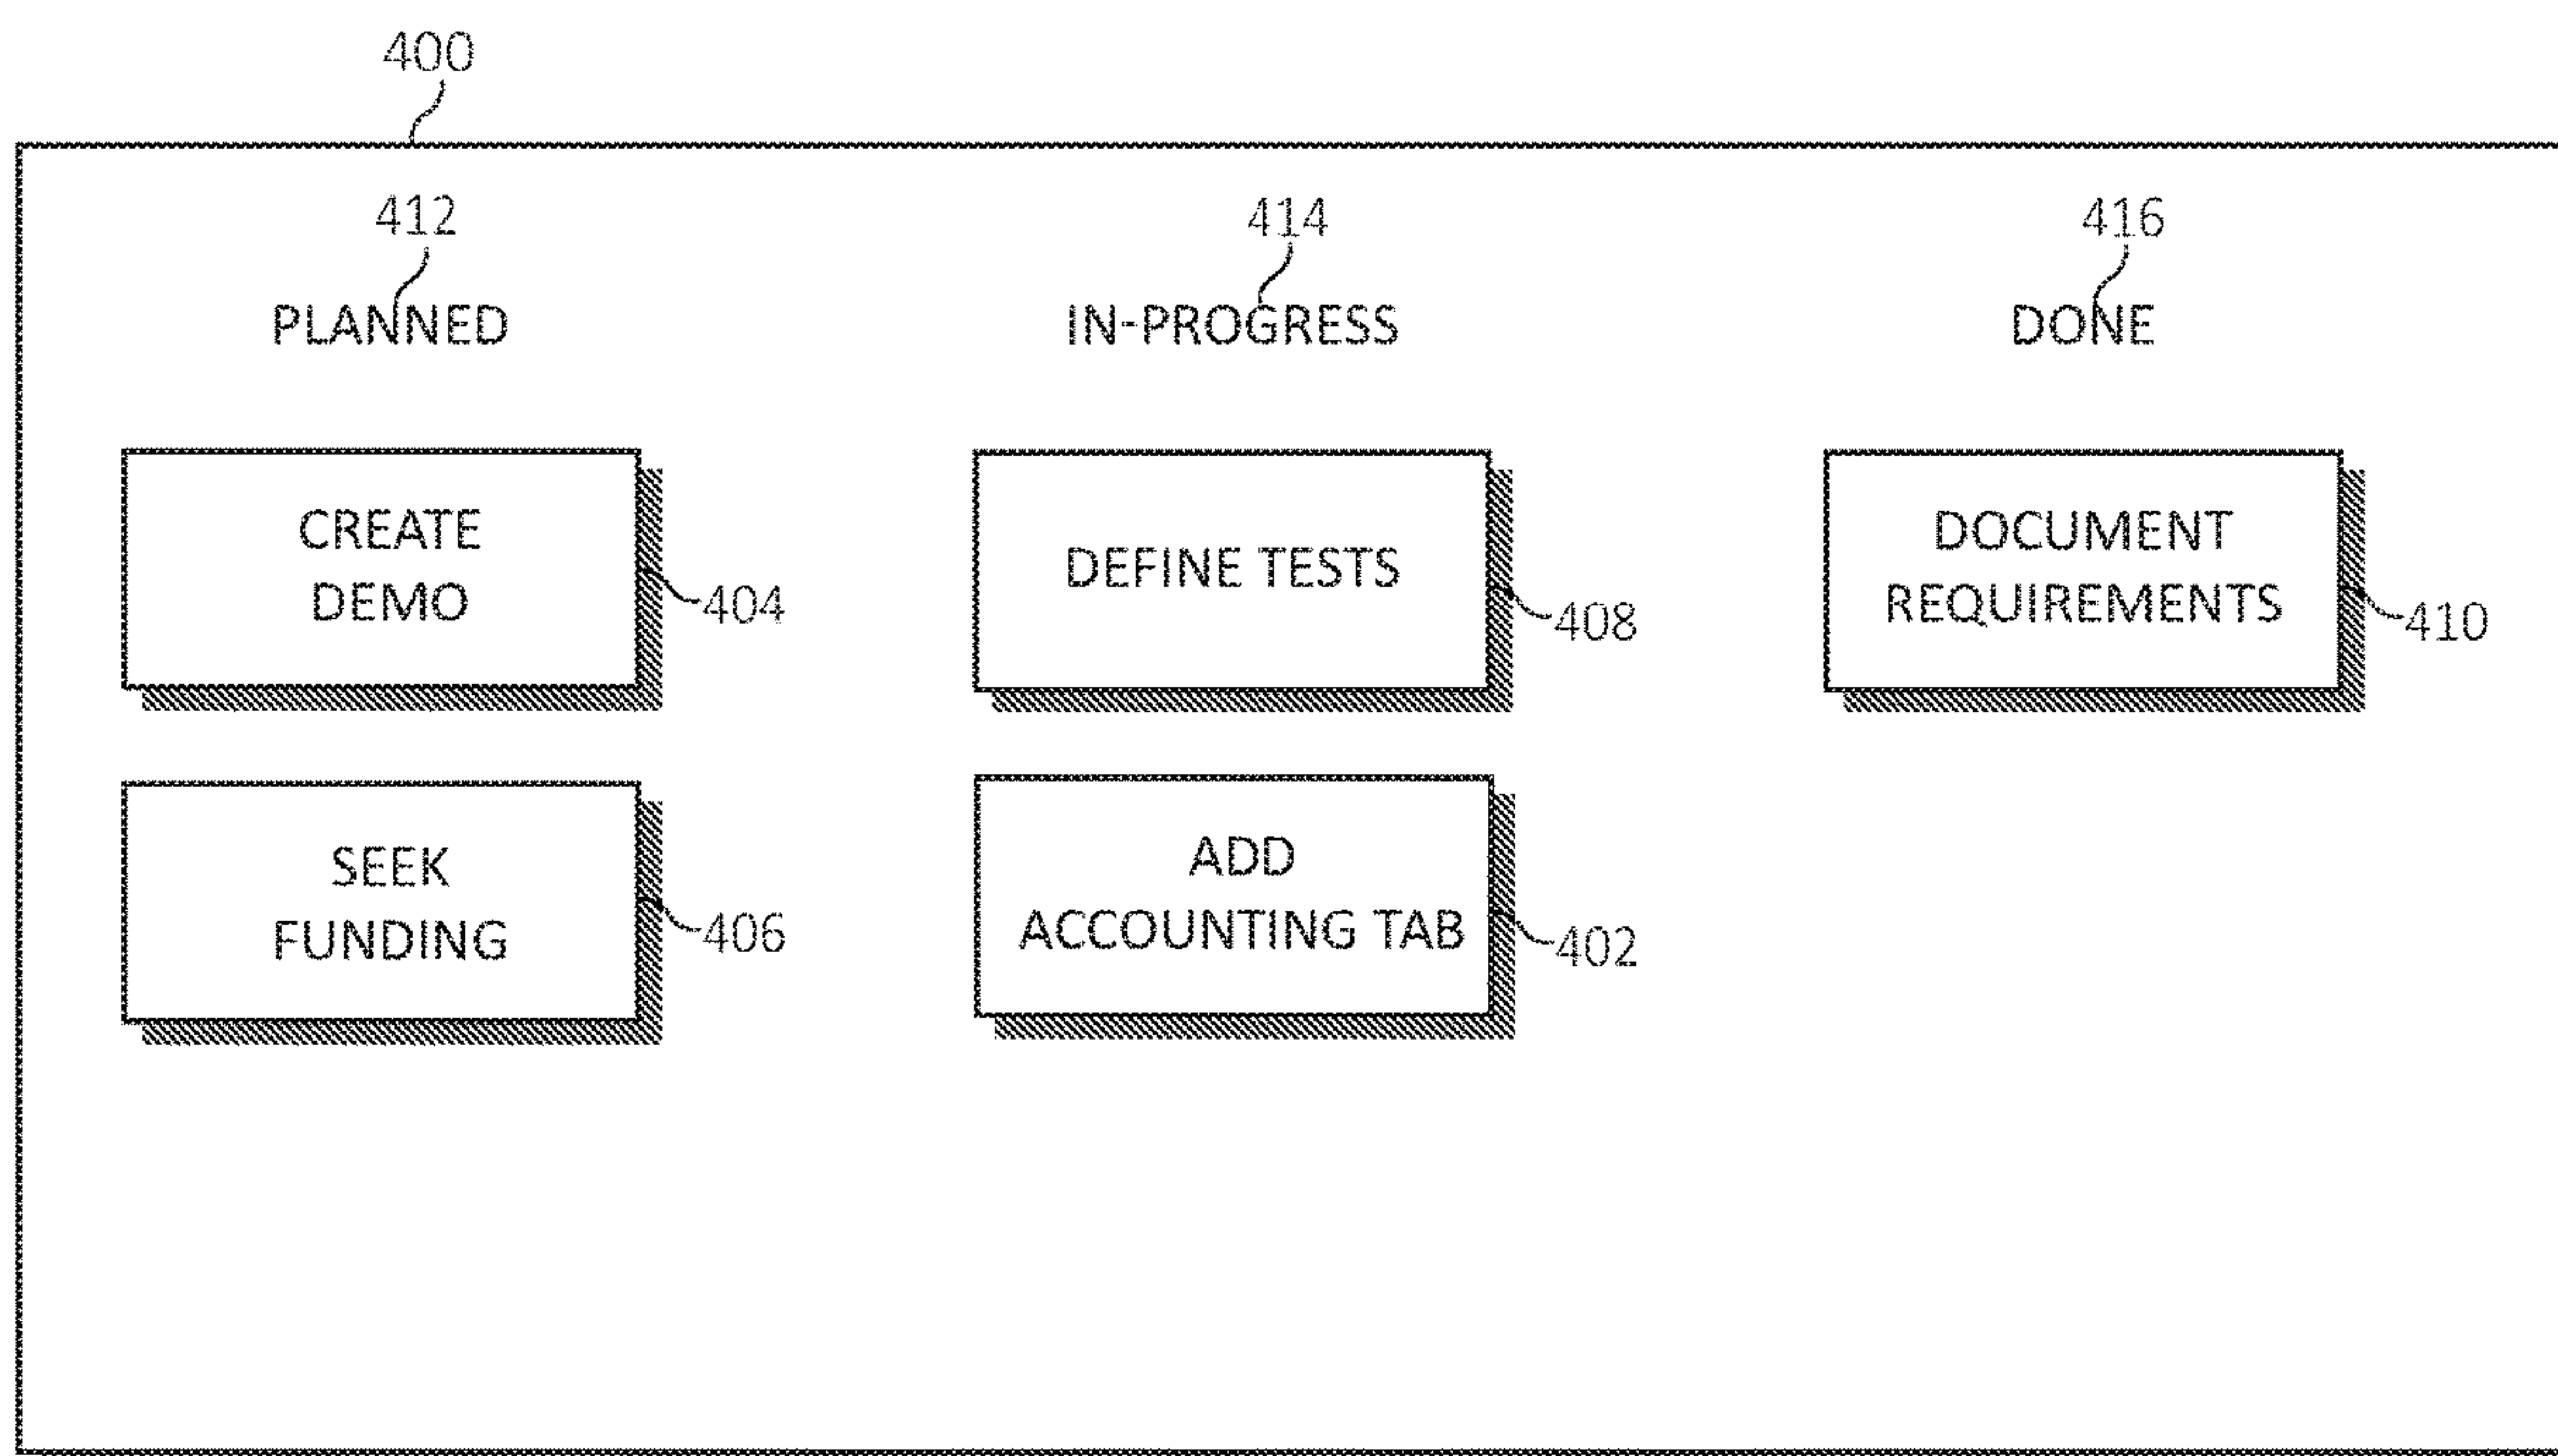 400
412
414
416
PLANNED
IN-PROGRESS
DONE
CREATE
DEMO
404
DEFINE TESTS
408
DOCUMENT
REQUIREMENTS
410
SEEK
FUNDING
406
ADD
ACCOUNTING TAB
402